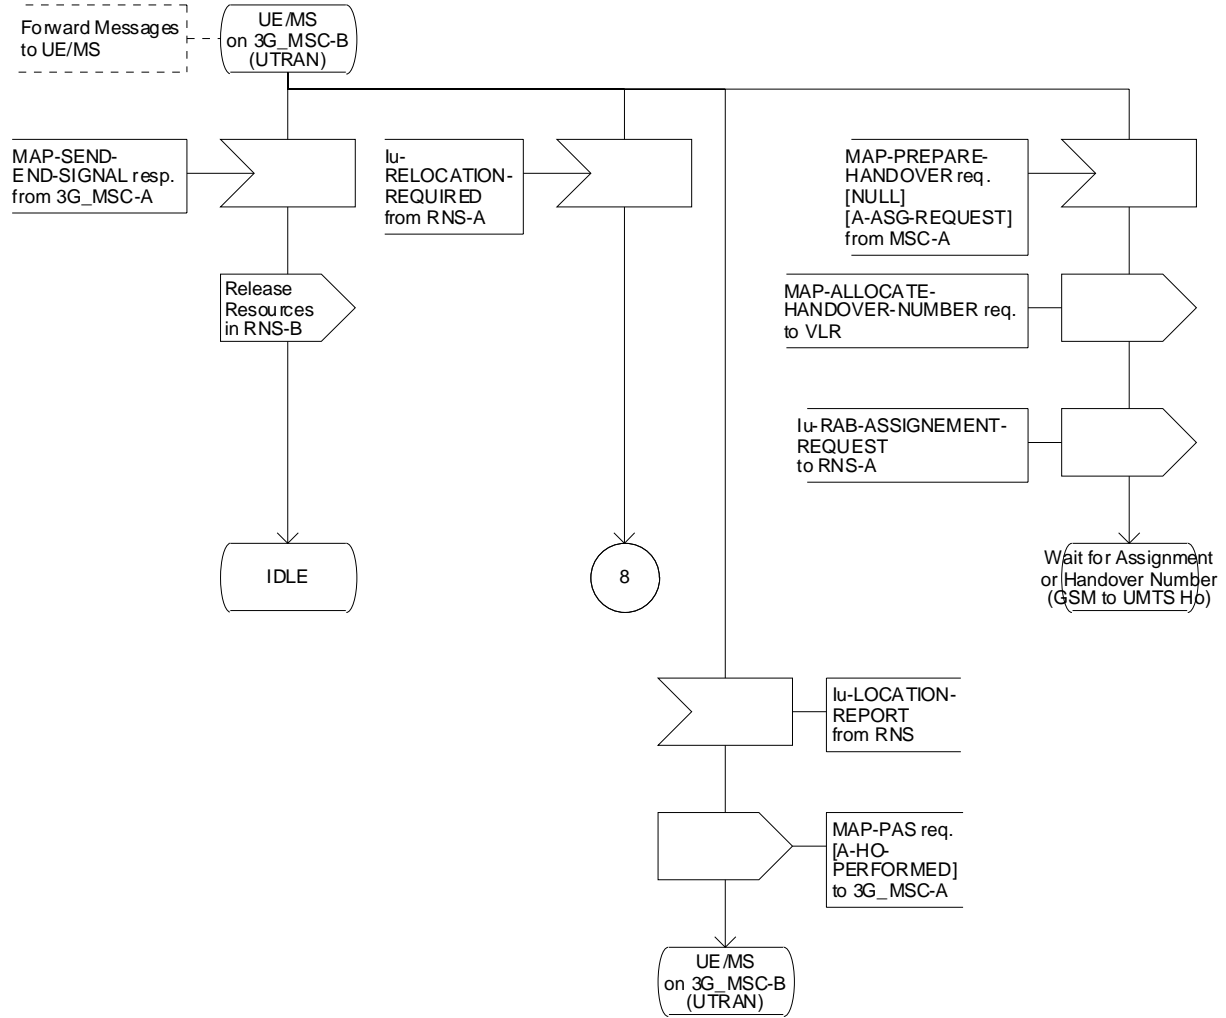 Forward Messages
to UE/MS
UE/MS
on 3G_MSC-B
(UTRAN)
MAP-SEND-
END-SIGNAL resp.
from 3G_MSC-A
Iu-
RELOCATION-
REQUIRED
from RNS-A
MAP-PREPARE-
HANDOVER req.
[NULL]
[A-ASG-REQUEST]
from MSC-A
Release
Resources
in RNS-B
MAP-ALLOCATE-
HANDOVER-NUMBER req.
to VLR
Iu-RAB-ASSIGNEMENT-
REQUEST
to RNS-A
IDLE
8
Wait for Assignment
or Handover Number
(GSM to UMTS Ho)
Iu-LOCATION-
REPORT
from RNS
MAP-PAS req.
[A-HO-
PERFORMED]
to 3G_MSC-A
UE/MS
on 3G_MSC-B
(UTRAN)